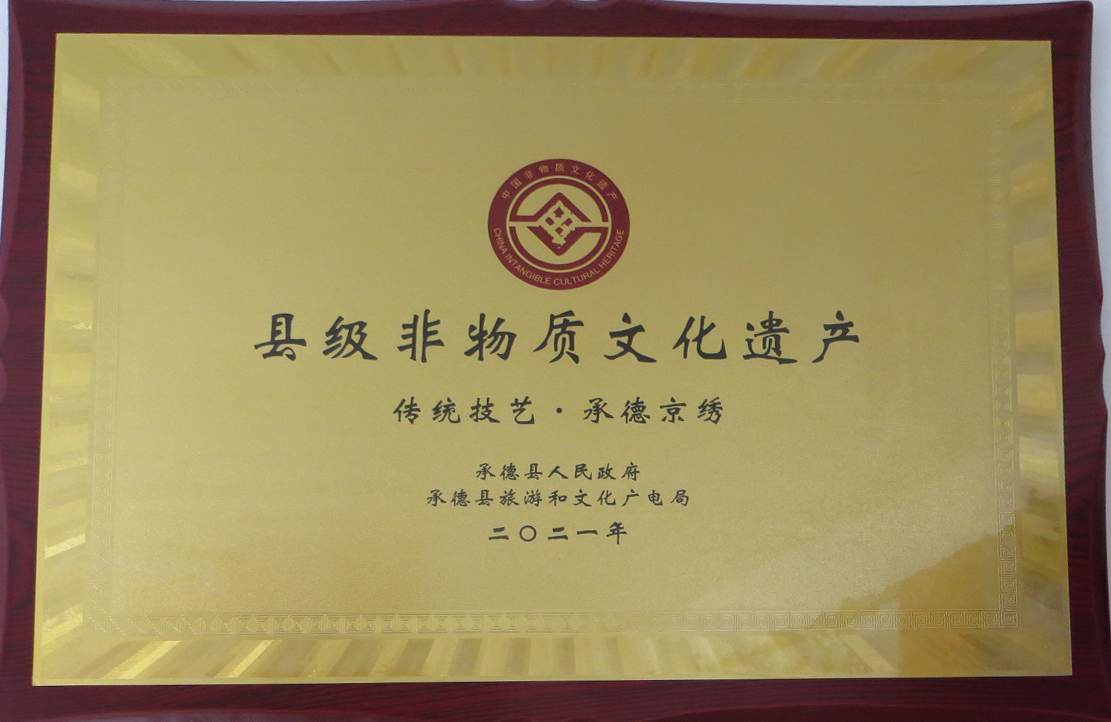 中国非物质文化遗产
CHINA INTANGIBLE CULTURAL HERITAGE
县级非物质文化遗产
传统技艺·承德京绣
承德县人民政府
承德县旅游和文化广电局
二〇二一年